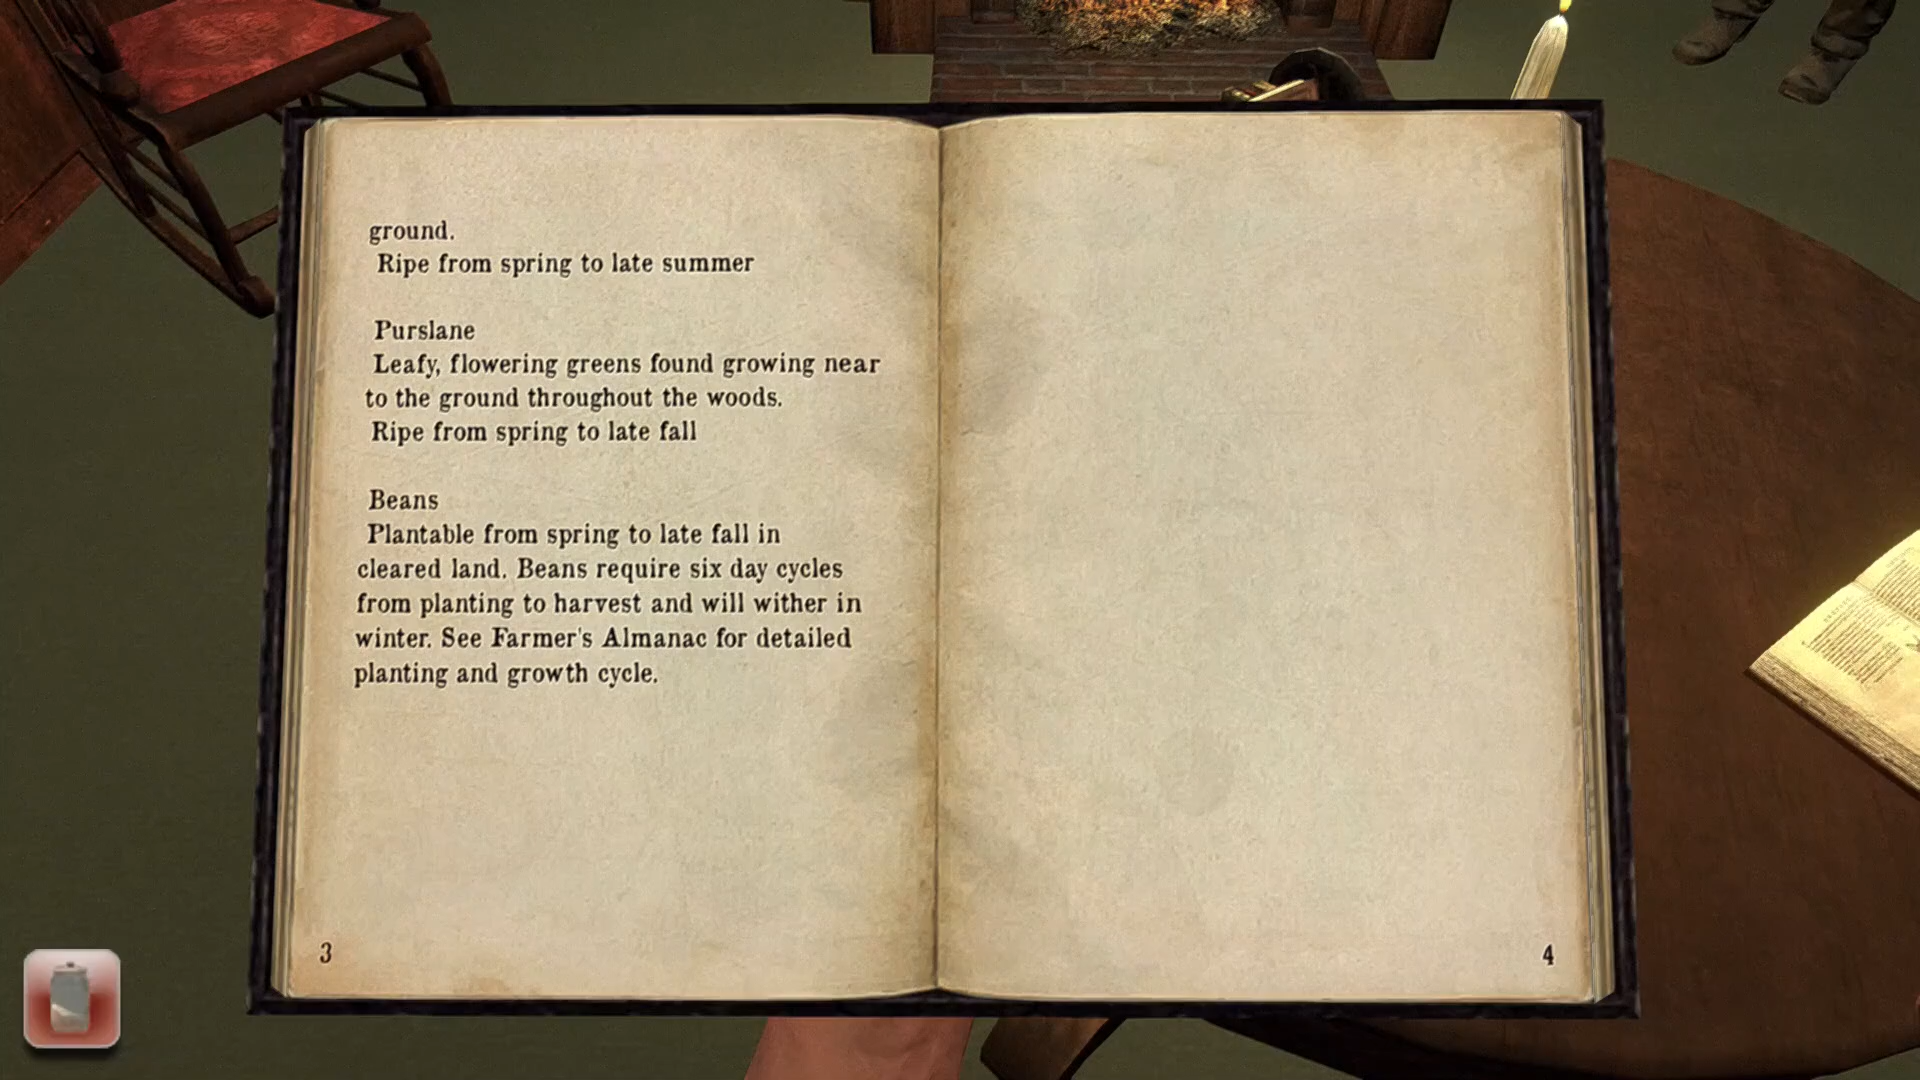 ground.
Ripe from spring to late summer
Purslane
Leafy, flowering greens found growing near
to the ground throughout the woods.
Ripe from spring to late fall
Beans
Plantable from spring to late fall in
cleared land. Beans require six day cycles
from planting to harvest and will wither in
winter. See Farmer's Almanac for detailed
planting and growth cycle.
3
4